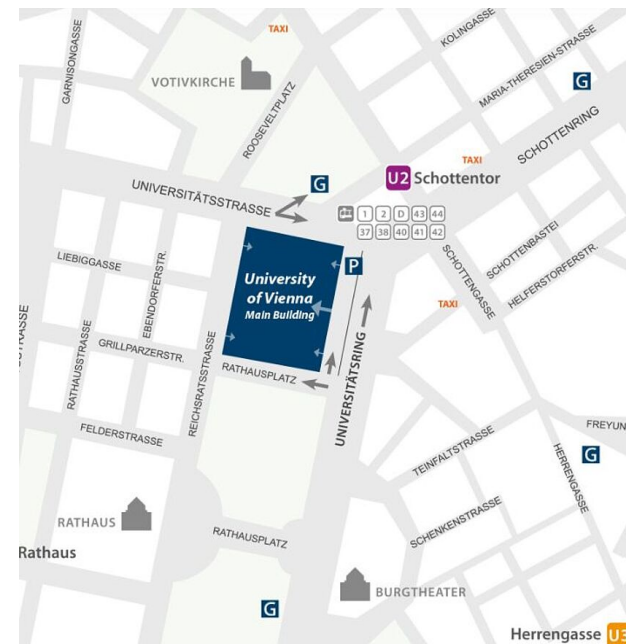 TAXI
KOLINGASSE
GARNISONGASSE
MARIA-THERESIEN-STRASSE
VOTIVKIRCHE
G
ROOSEVELTPLATZ
SCHOTTENRING
TAXI
U2 Schottentor
G
UNIVERSITÄTSSTRASSE
1 2 D 43 44
37 38 40 41 42
SCHOTTENBASTEI
SCHOTTENGASSE
HELFERSTORFERSTR.
LIEBIGGASSE
EBENDORFERSTR.
P
University
of Vienna
Main Building
TAXI
GRILLPARZERSTR.
RATHAUSSTRASSE
REICHSRATSSTRASSE
RATHAUSPLATZ
UNIVERSITÄTSRING
FELDERSTRASSE
TEINFALTSTRASSE
FREYUN
HERRENGASSE
G
SCHENKENSTRASSE
RATHAUS
RATHAUSPLATZ
Rathaus
BURGTHEATER
G
Herrengasse U3